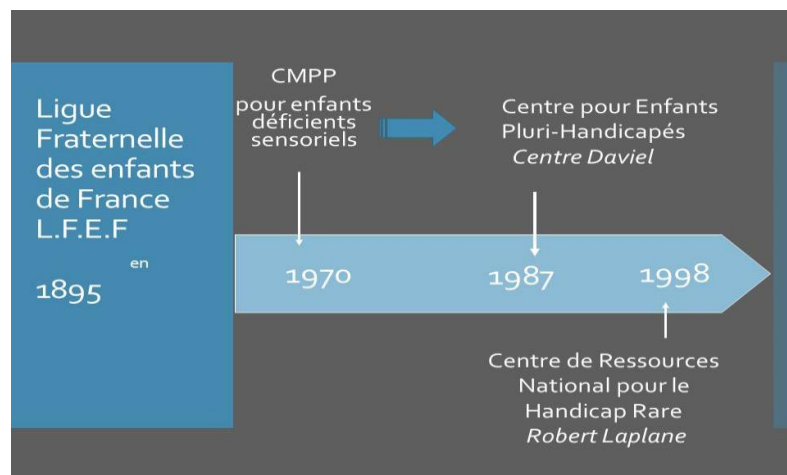 Ligue
Fraternelle
des enfants
de France
L.F.E.F
en
1895
CMPP
pour enfants
déficients
sensoriels
Centre pour Enfants
Pluri-Handicapés
Centre Daviel
1970
1987
1998
Centre de Ressources
National pour le
Handicap Rare
Robert Laplane